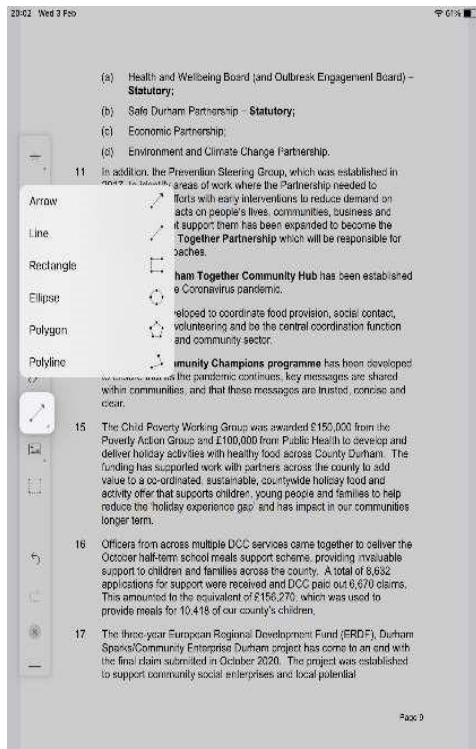 20:02 Wed 3 Feb
61%
(a) Health and Wellbeing Board (and Outbreak Engagement Board) –
Statutory;
(b) Safe Durham Partnership – Statutory;
(c) Economic Partnership;
(d) Environment and Climate Change Partnership.
11 In addition, the Prevention Steering Group, which was established in
2017, to identify areas of work where the Partnership needed to
fforts with early interventions to reduce demand on
acts on people's lives, communities, business and
t support them has been expanded to become the
Together Partnership which will be responsible for
oaches.
ham Together Community Hub has been established
e Coronavirus pandemic.
eloped to coordinate food provision, social contact,
volunteering and be the central coordination function
and community sector.
munity Champions programme has been developed
to ensure that as the pandemic continues, key messages are shared
within communities, and that these messages are trusted, concise and
clear.
Arrow
Line
Rectangle
Ellipse
Polygon
Polyline
15 The Child Poverty Working Group was awarded £150,000 from the
Poverty Action Group and £100,000 from Public Health to develop and
deliver holiday activities with healthy food across County Durham. The
funding has supported work with partners across the county to add
value to a co-ordinated, sustainable, countywide holiday food and
activity offer that supports children, young people and families to help
reduce the 'holiday experience gap' and has impact in our communities
longer term.
16 Officers from across multiple DCC services came together to deliver the
October half-term school meals support scheme, providing invaluable
support to children and families across the county. A total of 8,632
applications for support were received and DCC paid out 6,670 claims.
This amounted to the equivalent of £156,270, which was used to
provide meals for 10,418 of our county's children.
17 The three-year European Regional Development Fund (ERDF), Durham
Sparks/Community Enterprise Durham project has come to an end with
the final claim submitted in October 2020. The project was established
to support community social enterprises and local potential
Page 9